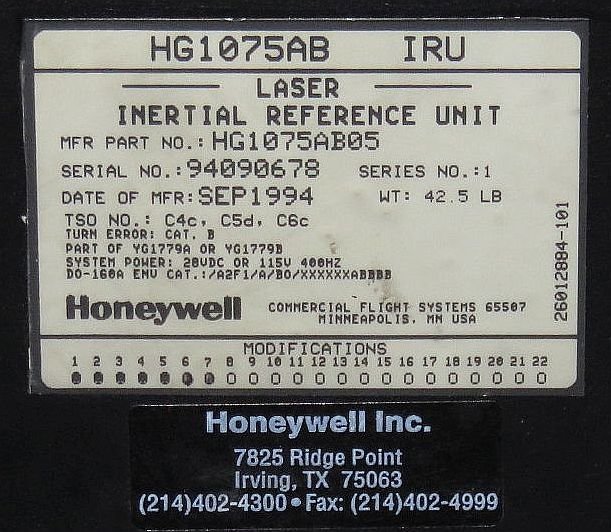 HG1075AB IRU
LASER
INERTIAL REFERENCE UNIT
MFR PART NO.: HG1075AB05
SERIAL NO.: 94090678 SERIES NO.: 1
DATE OF MFR: SEP1994 WT: 42.5 LB
TSO NO.: C4c, C5d, C6c
TURN ERROR: CAT. B
PART OF YG1779A OR YG1779B
SYSTEM POWER: 28VDC OR 115V 400HZ
DO-160A ENV CAT.:/A2F1/A/BO/XXXXXXABBBB
Honeywell COMMERCIAL FLIGHT SYSTEMS 65507
MINNEAPOLIS, MN USA
26012884-101
MODIFICATIONS
1 2 3 4 5 6 7 8 9 10 11 12 13 14 15 16 17 18 19 20 21 22
Honeywell Inc.
7825 Ridge Point
Irving, TX 75063
(214)402-4300 • Fax: (214)402-4999